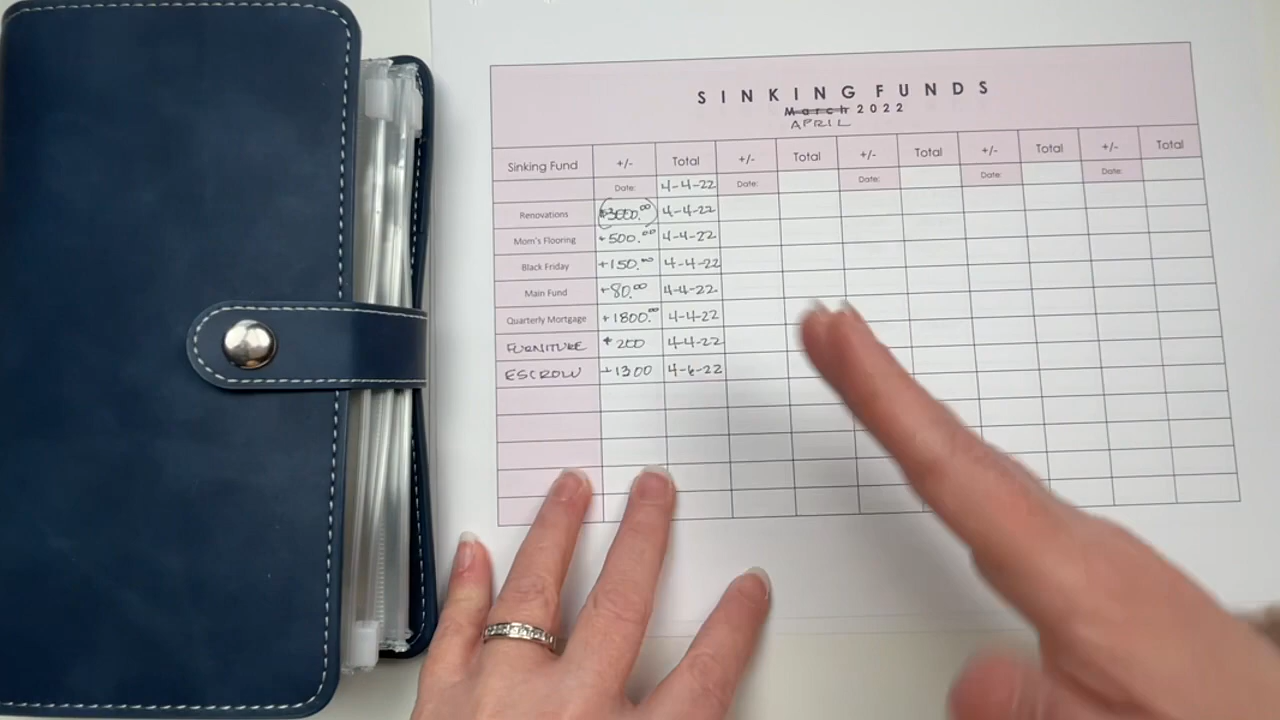 SINKING FUNDS
March 2022
APRIL
Sinking Fund +/- Total +/- Total +/- Total +/- Total +/- Total
Date: 4-4-22 Date: Date: Date: Date:
Renovations +3000.00 4-4-22
Mom's Flooring +500.00 4-4-22
Black Friday +150.00 4-4-22
Main Fund +80.00 4-4-22
Quarterly Mortgage +1800.00 4-4-22
FURNITURE +200 4-4-22
ESCROW +1300 4-6-22